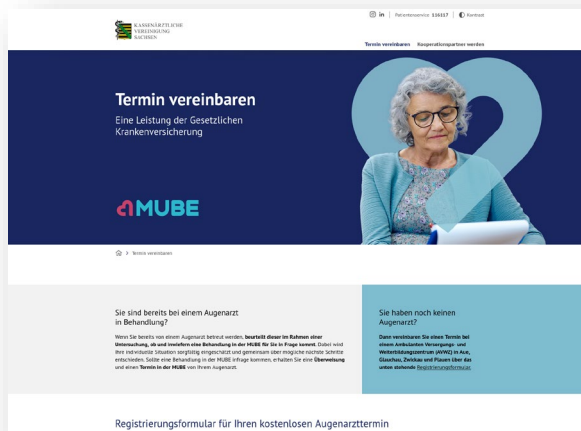 Patientenservice: 116117
Kontrast
KASSENÄRZTLICHE
VEREINIGUNG
SACHSEN
Termin vereinbaren
Kooperationspartner werden
Termin vereinbaren
Eine Leistung der Gesetzlichen
Krankenversicherung
MUBE
Termin vereinbaren
Sie sind bereits bei einem Augenarzt
in Behandlung?
Wenn Sie bereits von einem Augenarzt betreut werden, beurteilt dieser im Rahmen einer
Untersuchung, ob und inwiefern eine Behandlung in der MUBE für Sie in Frage kommt. Dabei wird
Ihre individuelle Situation sorgfältig eingeschätzt und gemeinsam über mögliche nächste Schritte
entschieden. Sollte eine Behandlung in der MUBE infrage kommen, erhalten Sie eine Überweisung
und einen Termin in der MUBE von Ihrem Augenarzt.
Sie haben noch keinen
Augenarzt?
Dann vereinbaren Sie einen Termin bei
einem Ambulanten Versorgungs- und
Weiterbildungszentrum (AVWZ) in Aue,
Glauchau, Zwickau und Plauen über das
unten stehende Registrierungsformular.
Registrierungsformular für Ihren kostenlosen Augenarzttermin